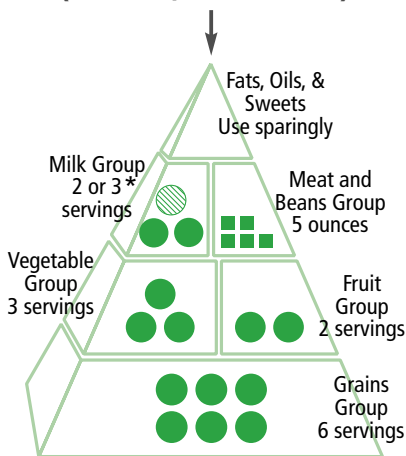 Fats, Oils, &
Sweets
Use sparingly
Milk Group
2 or 3*
servings
Meat and
Beans Group
5 ounces
Vegetable
Group
3 servings
Fruit
Group
2 servings
Grains
Group
6 servings